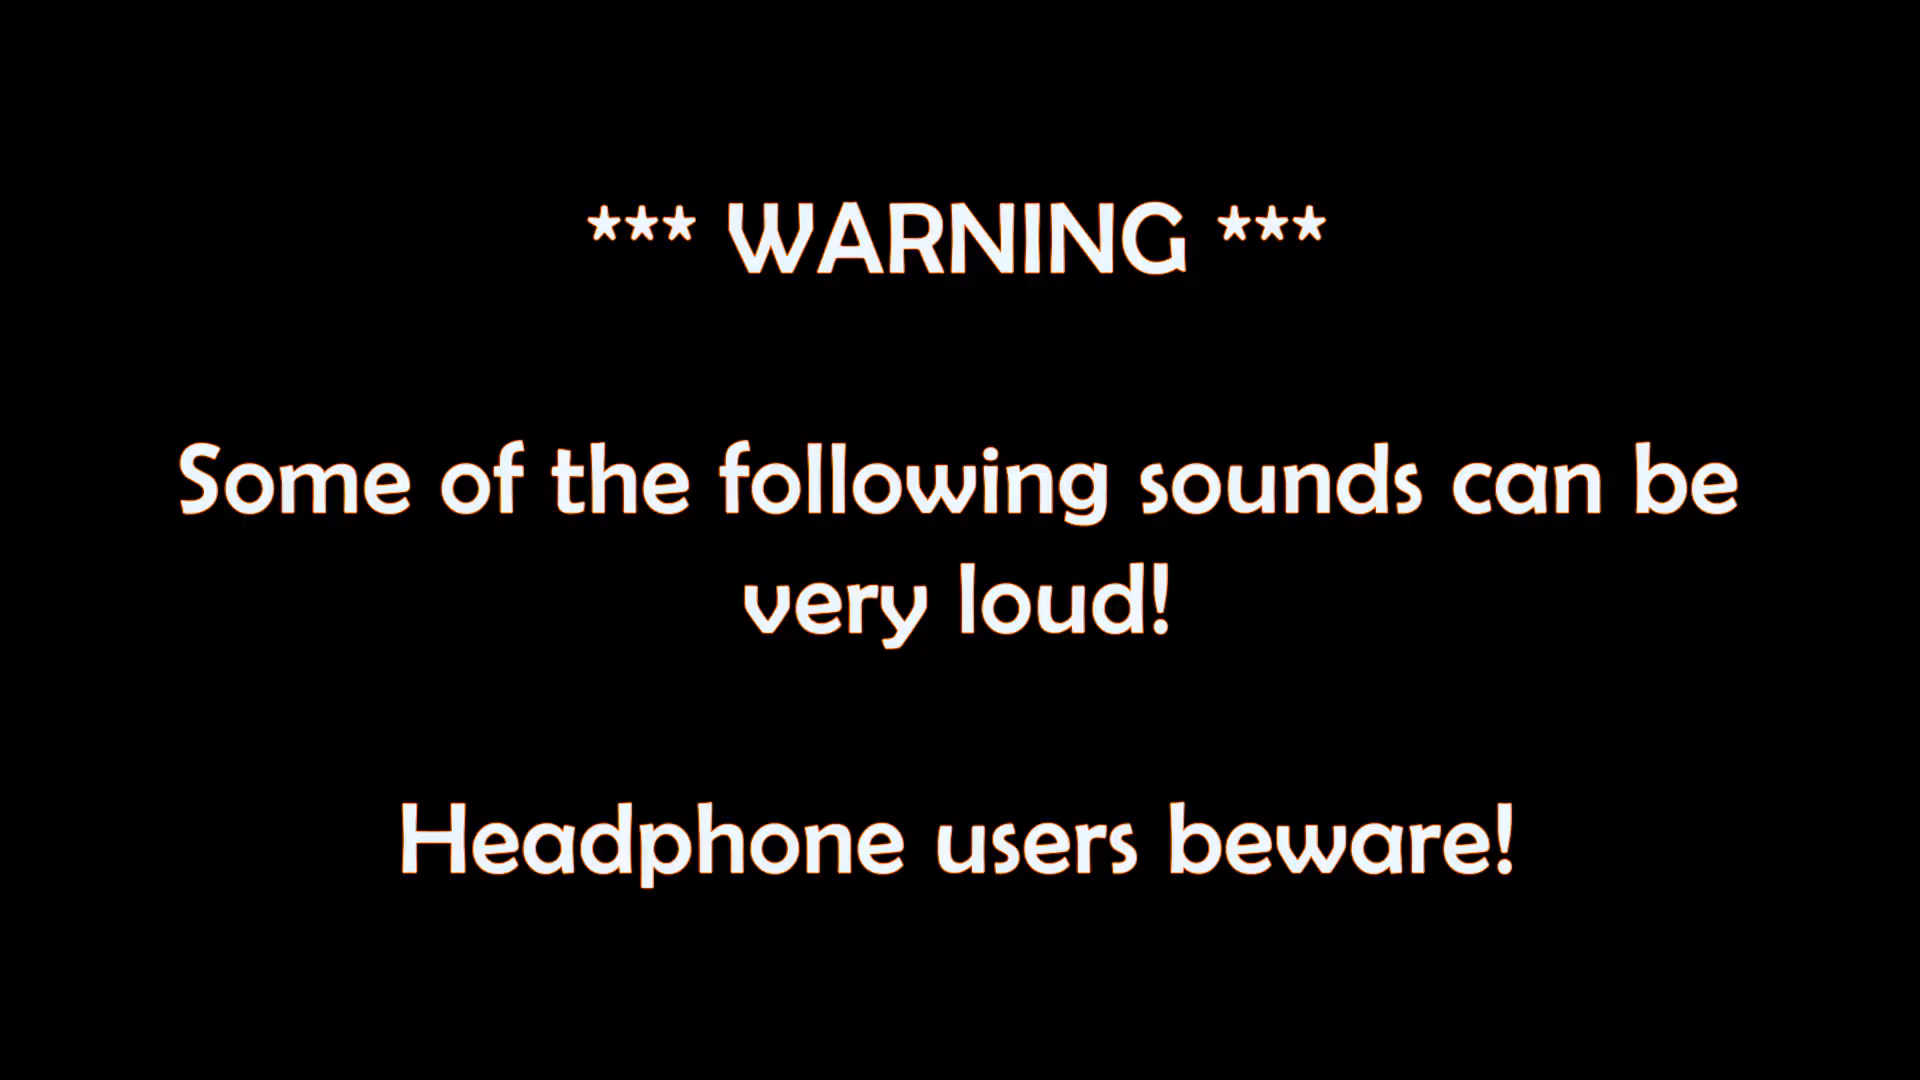 *** WARNING ***
Some of the following sounds can be
very loud!
Headphone users beware!